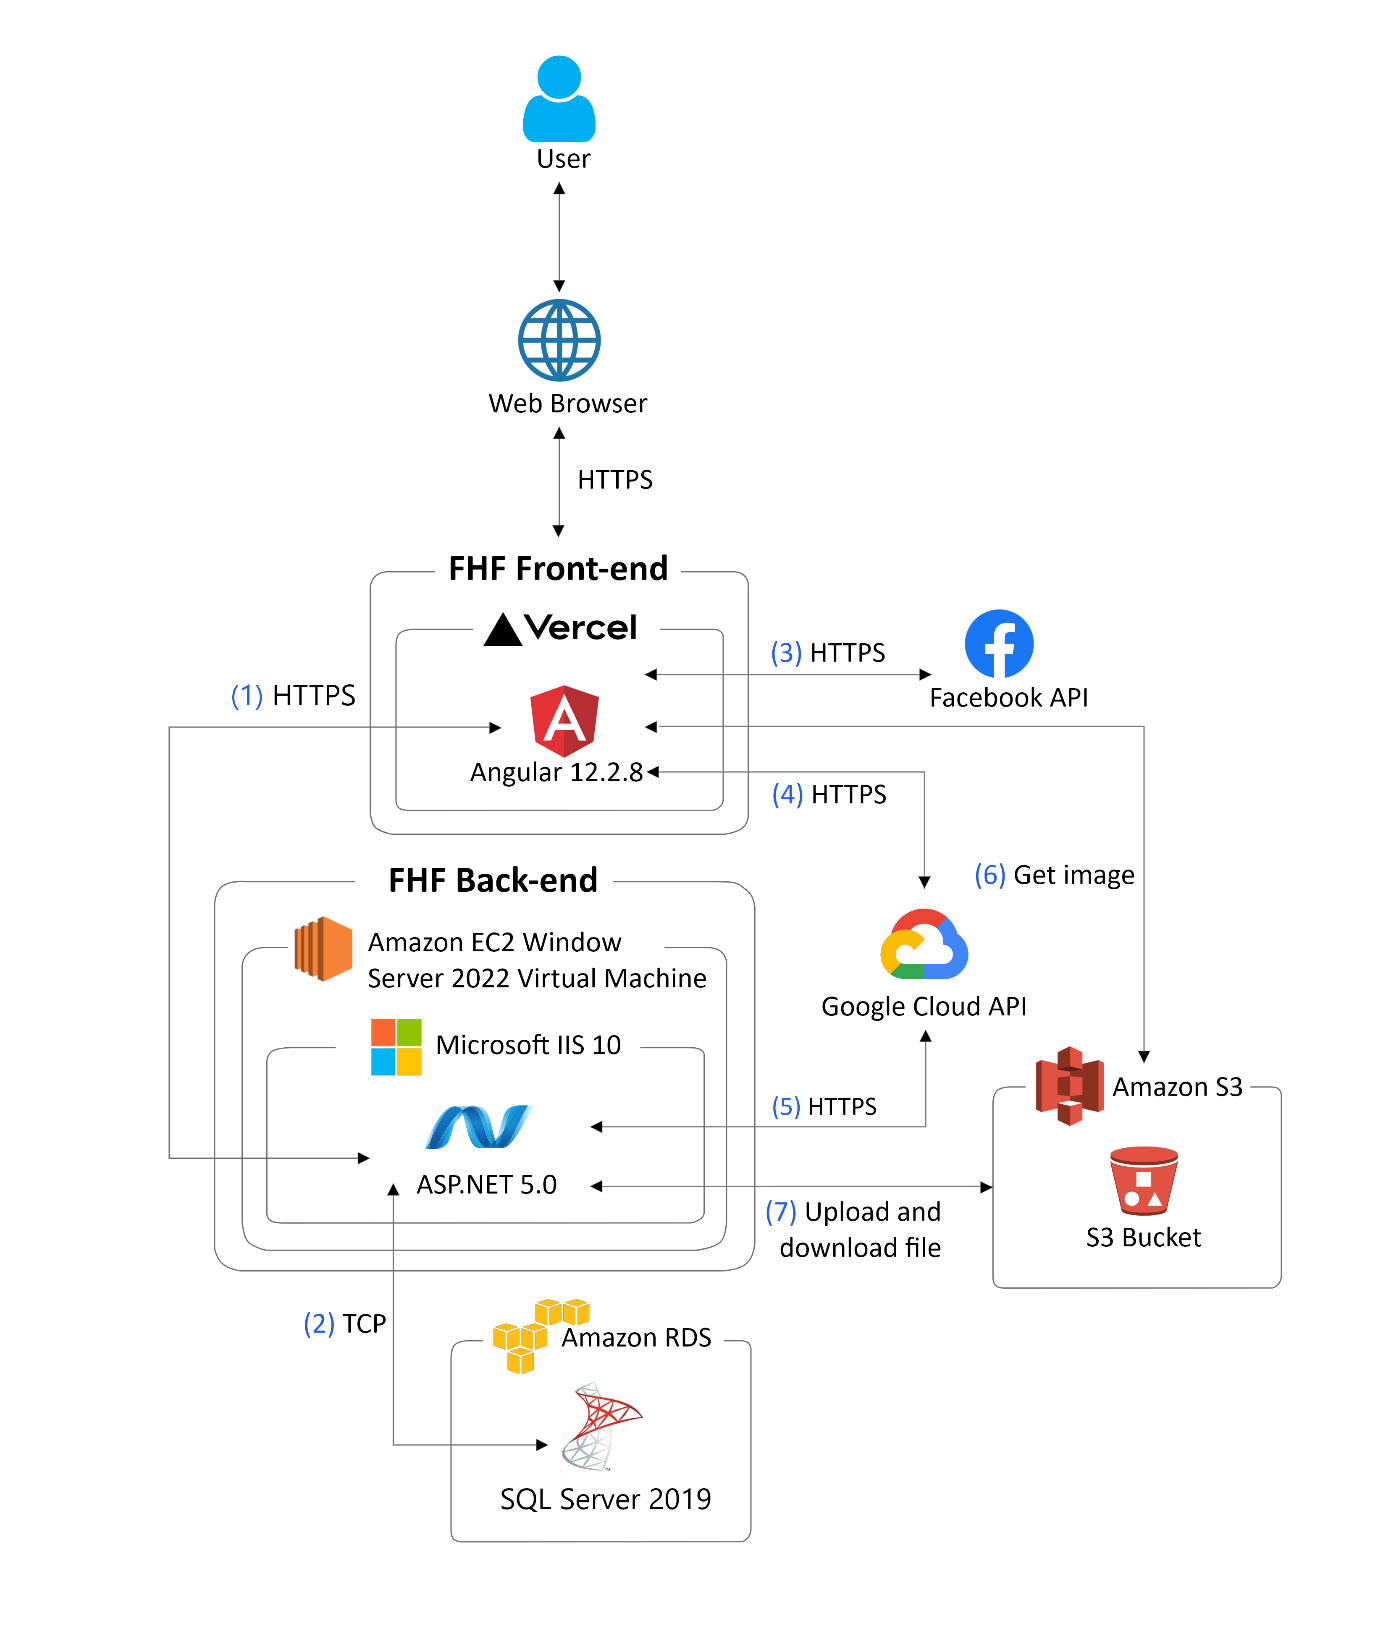 User
Web Browser
HTTPS
FHF Front-end
Vercel
(3) HTTPS
(1) HTTPS
Facebook API
Angular 12.2.8
(4) HTTPS
(6) Get image
FHF Back-end
Amazon EC2 Window
Server 2022 Virtual Machine
Google Cloud API
Microsoft IIS 10
Amazon S3
(5) HTTPS
ASP.NET 5.0
(7) Upload and
download file
S3 Bucket
(2) TCP
Amazon RDS
SQL Server 2019